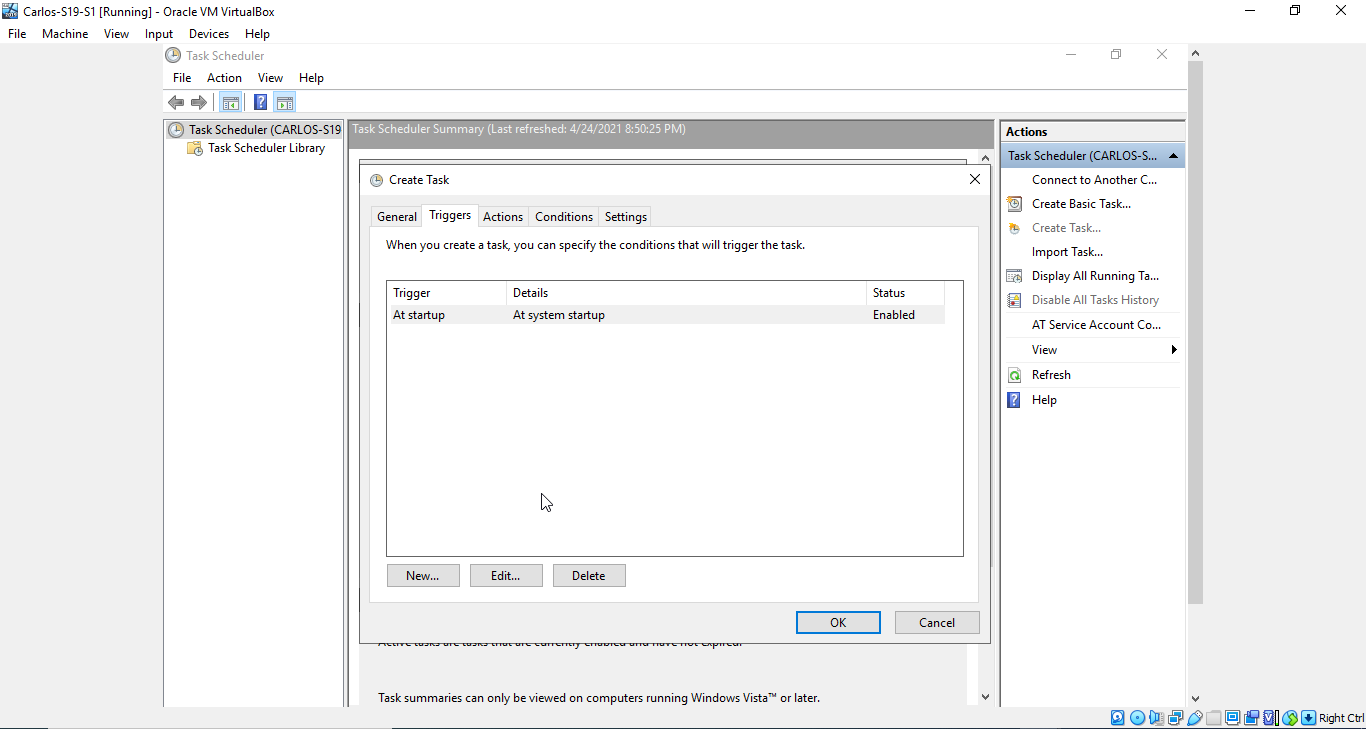 Carlos-S19-S1 [Running] - Oracle VM VirtualBox
File Machine View Input Devices Help
Task Scheduler
File Action View Help
Task Scheduler (CARLOS-S19
Task Scheduler Library
Task Scheduler Summary (Last refreshed: 4/24/2021 8:50:25 PM)
Create Task
General Triggers Actions Conditions Settings
When you create a task, you can specify the conditions that will trigger the task.
Trigger Details Status
At startup At system startup Enabled
New... Edit... Delete
OK Cancel
Active tasks are tasks that are currently enabled and have not expired.
Task summaries can only be viewed on computers running Windows Vista™ or later.
Actions
Task Scheduler (CARLOS-S...
Connect to Another C...
Create Basic Task...
Create Task...
Import Task...
Display All Running Ta...
Disable All Tasks History
AT Service Account Co...
View
Refresh
Help
Right Ctrl